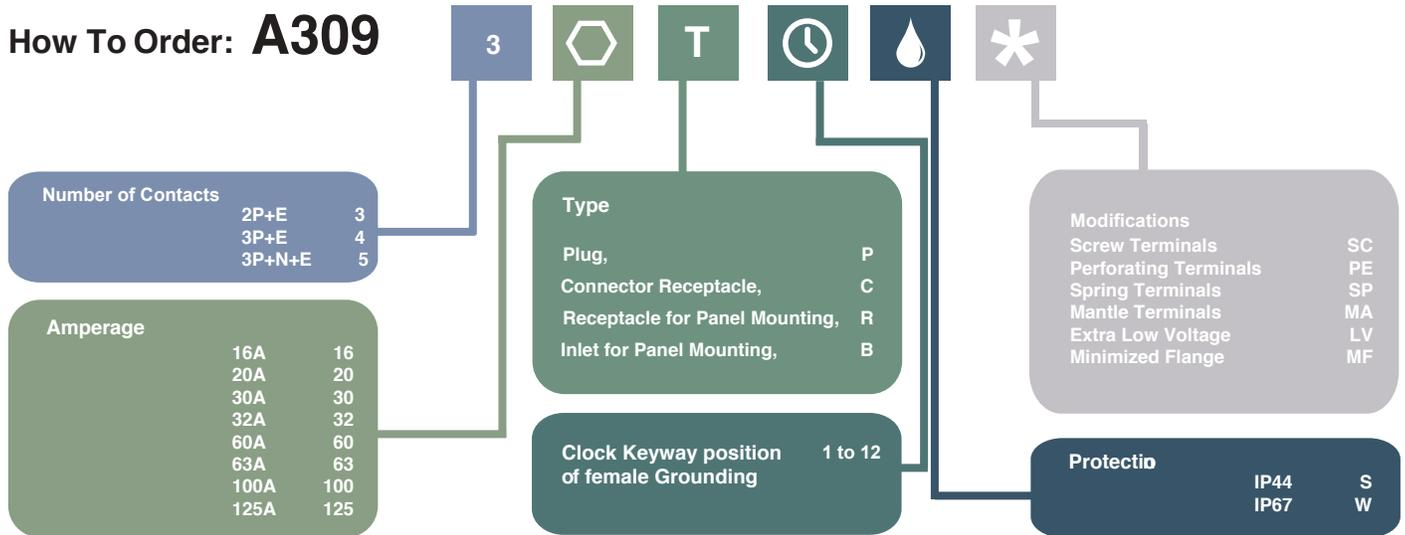 How To Order: A309
3
T
Number of Contacts
2P+E 3
3P+E 4
3P+N+E 5
Amperage
16A 16
20A 20
30A 30
32A 32
60A 60
63A 63
100A 100
125A 125
Type
Plug, P
Connector Receptacle, C
Receptacle for Panel Mounting, R
Inlet for Panel Mounting, B
Clock Keyway position 1 to 12
of female Grounding
Modifications
Screw Terminals SC
Perforating Terminals PE
Spring Terminals SP
Mantle Terminals MA
Extra Low Voltage LV
Minimized Flange MF
Protection
IP44 S
IP67 W